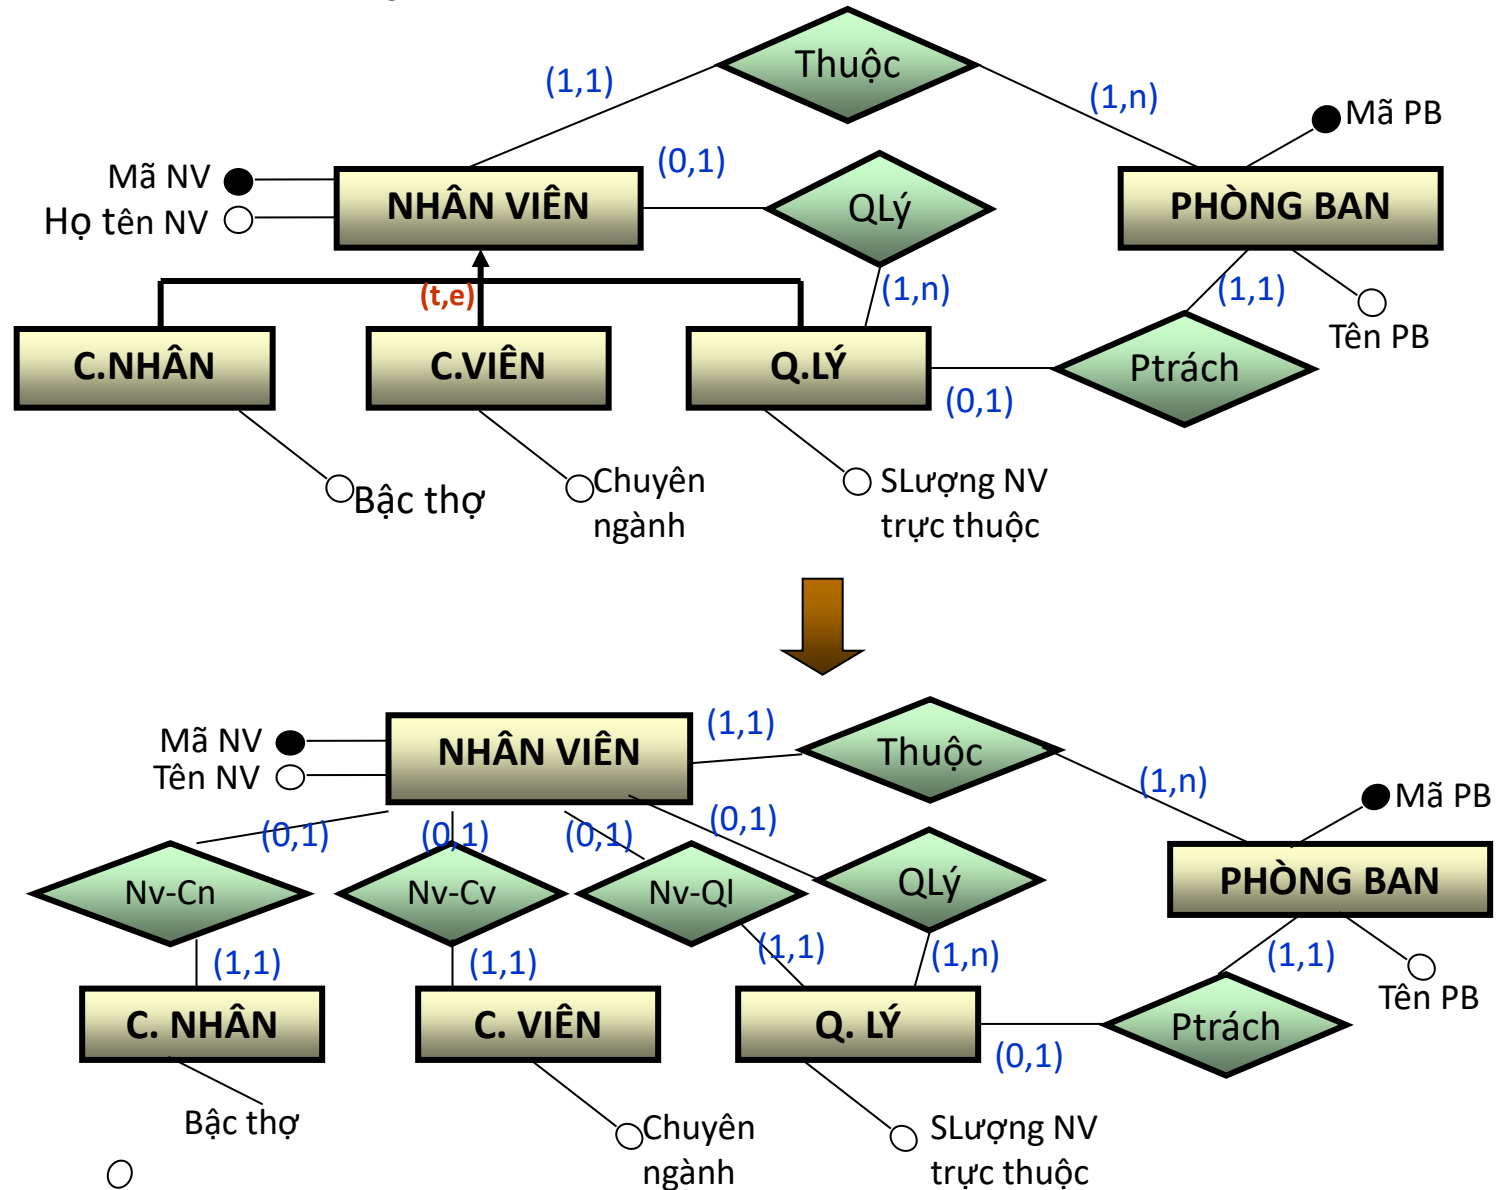 Thuộc
(1,1)
(1,n)
Mã PB
Mã NV
(0,1)
Họ tên NV
NHÂN VIÊN
QLý
PHÒNG BAN
(t,e)
(1,n)
(1,1)
Tên PB
C.NHÂN
C.VIÊN
Q.LÝ
Ptrách
(0,1)
Bậc thợ
Chuyên
ngành
SLượng NV
trực thuộc
Mã NV
Tên NV
NHÂN VIÊN
(1,1)
Thuộc
(1,n)
Mã PB
(0,1)
(0,1)
(0,1)
(0,1)
Nv-Cn
Nv-Cv
Nv-Ql
QLý
PHÒNG BAN
(1,1)
(1,1)
(1,1)
(1,n)
(1,1)
Tên PB
C. NHÂN
C. VIÊN
Q. LÝ
Ptrách
(0,1)
Bậc thợ
Chuyên
ngành
SLượng NV
trực thuộc